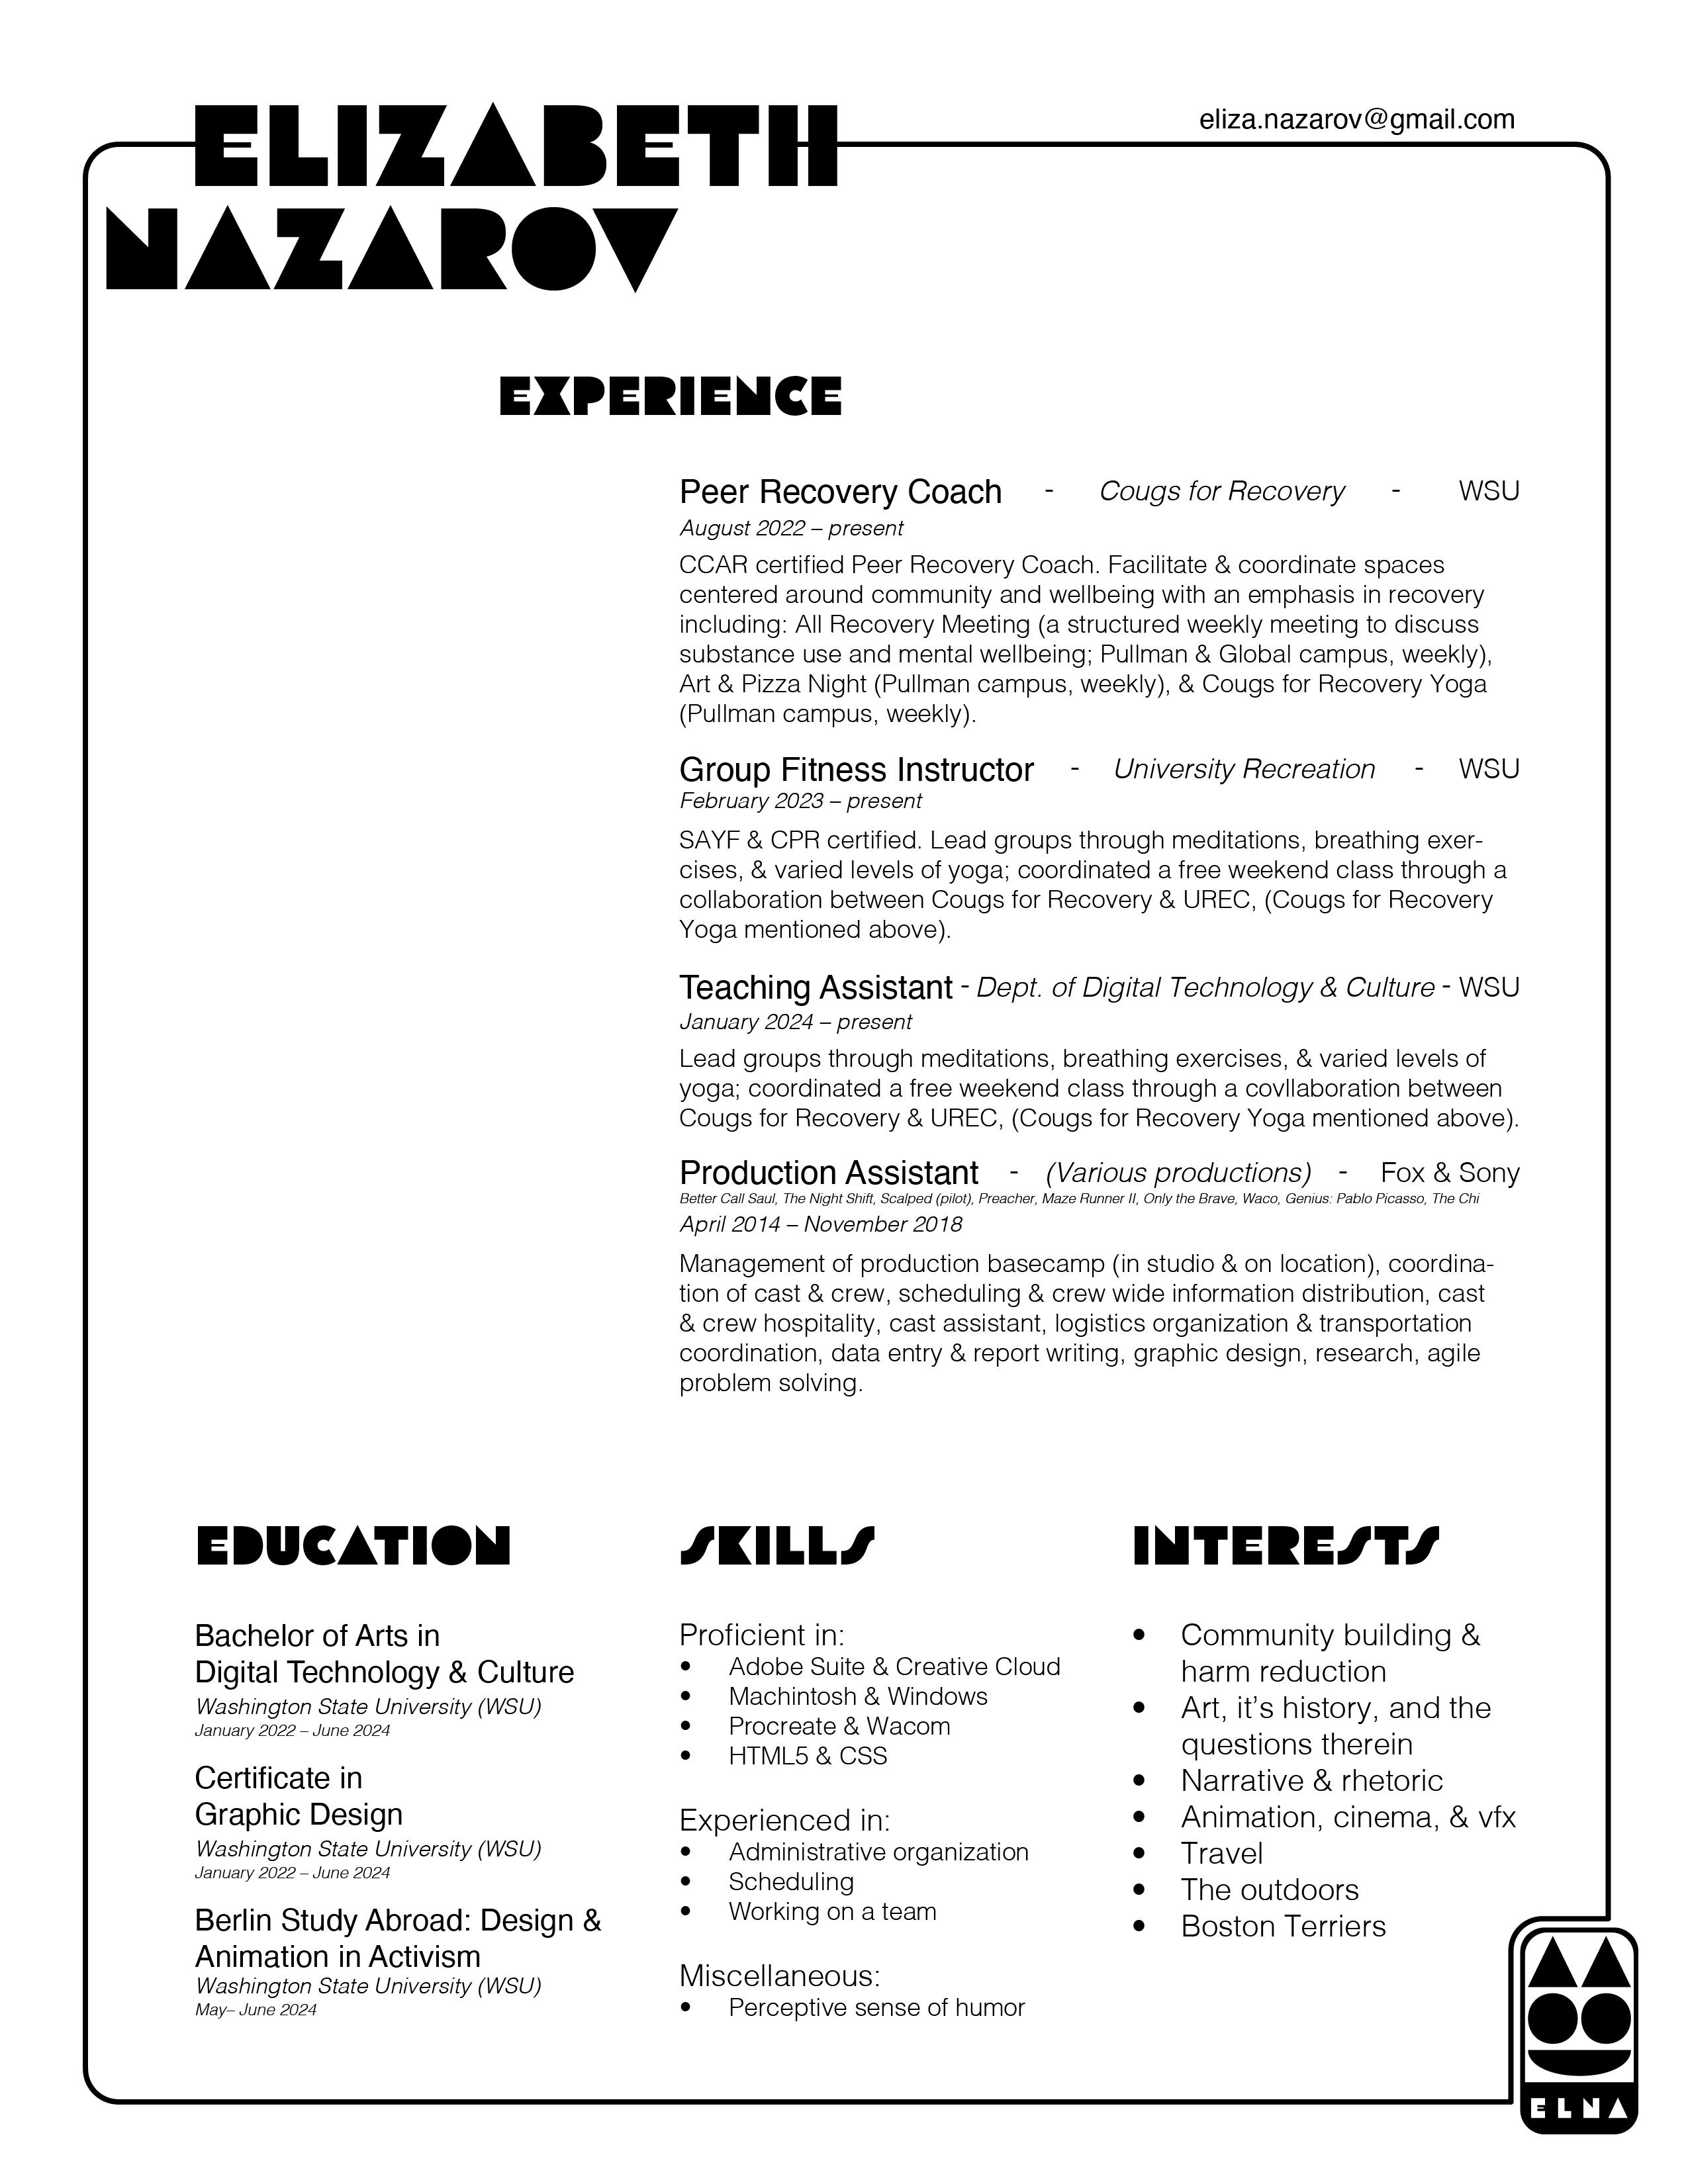 ELIZABETH
eliza.nazarov@gmail.com
NAZAROV
EXPERIENCE
Peer Recovery Coach - Cougs for Recovery - WSU
August 2022 – present
CCAR certified Peer Recovery Coach. Facilitate & coordinate spaces
centered around community and wellbeing with an emphasis in recovery
including: All Recovery Meeting (a structured weekly meeting to discuss
substance use and mental wellbeing; Pullman & Global campus, weekly),
Art & Pizza Night (Pullman campus, weekly), & Cougs for Recovery Yoga
(Pullman campus, weekly).
Group Fitness Instructor - University Recreation - WSU
February 2023 – present
SAYF & CPR certified. Lead groups through meditations, breathing exer-
cises, & varied levels of yoga; coordinated a free weekend class through a
collaboration between Cougs for Recovery & UREC, (Cougs for Recovery
Yoga mentioned above).
Teaching Assistant - Dept. of Digital Technology & Culture - WSU
January 2024 – present
Lead groups through meditations, breathing exercises, & varied levels of
yoga; coordinated a free weekend class through a covllaboration between
Cougs for Recovery & UREC, (Cougs for Recovery Yoga mentioned above).
Production Assistant - (Various productions) - Fox & Sony
Better Call Saul, The Night Shift, Scalped (pilot), Preacher, Maze Runner II, Only the Brave, Waco, Genius: Pablo Picasso, The Chi
April 2014 – November 2018
Management of production basecamp (in studio & on location), coordina-
tion of cast & crew, scheduling & crew wide information distribution, cast
& crew hospitality, cast assistant, logistics organization & transportation
coordination, data entry & report writing, graphic design, research, agile
problem solving.
EDUCATION
Bachelor of Arts in
Digital Technology & Culture
Washington State University (WSU)
January 2022 – June 2024
Certificate in
Graphic Design
Washington State University (WSU)
January 2022 – June 2024
Berlin Study Abroad: Design &
Animation in Activism
Washington State University (WSU)
May– June 2024
SKILLS
Proficient in:
• Adobe Suite & Creative Cloud
• Machintosh & Windows
• Procreate & Wacom
• HTML5 & CSS
Experienced in:
• Administrative organization
• Scheduling
• Working on a team
Miscellaneous:
• Perceptive sense of humor
INTERESTS
• Community building &
harm reduction
• Art, it’s history, and the
questions therein
• Narrative & rhetoric
• Animation, cinema, & vfx
• Travel
• The outdoors
• Boston Terriers
ELNA